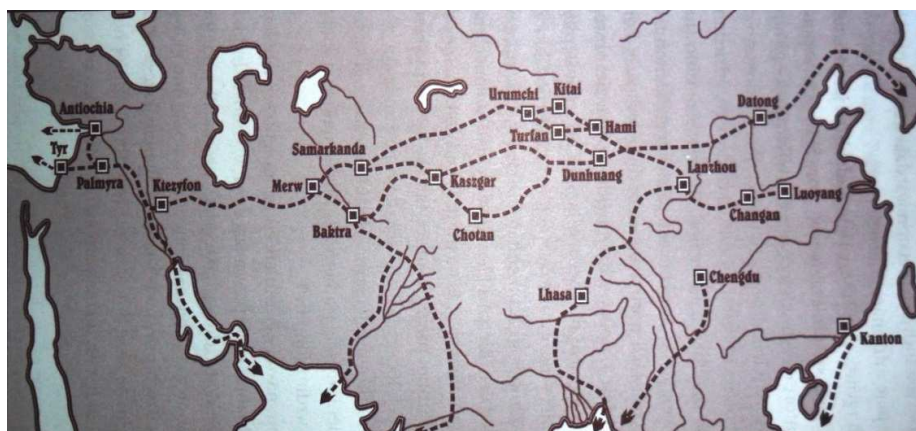 Antiochia
Tyr
Palmyra
Ktezyfon
Merw
Samarkanda
Baktra
Kaszgar
Chotan
Urumchi
Kitai
Turfan
Hami
Dunhuang
Datong
Lanzhou
Changan
Luoyang
Lhasa
Chengdu
Kanton